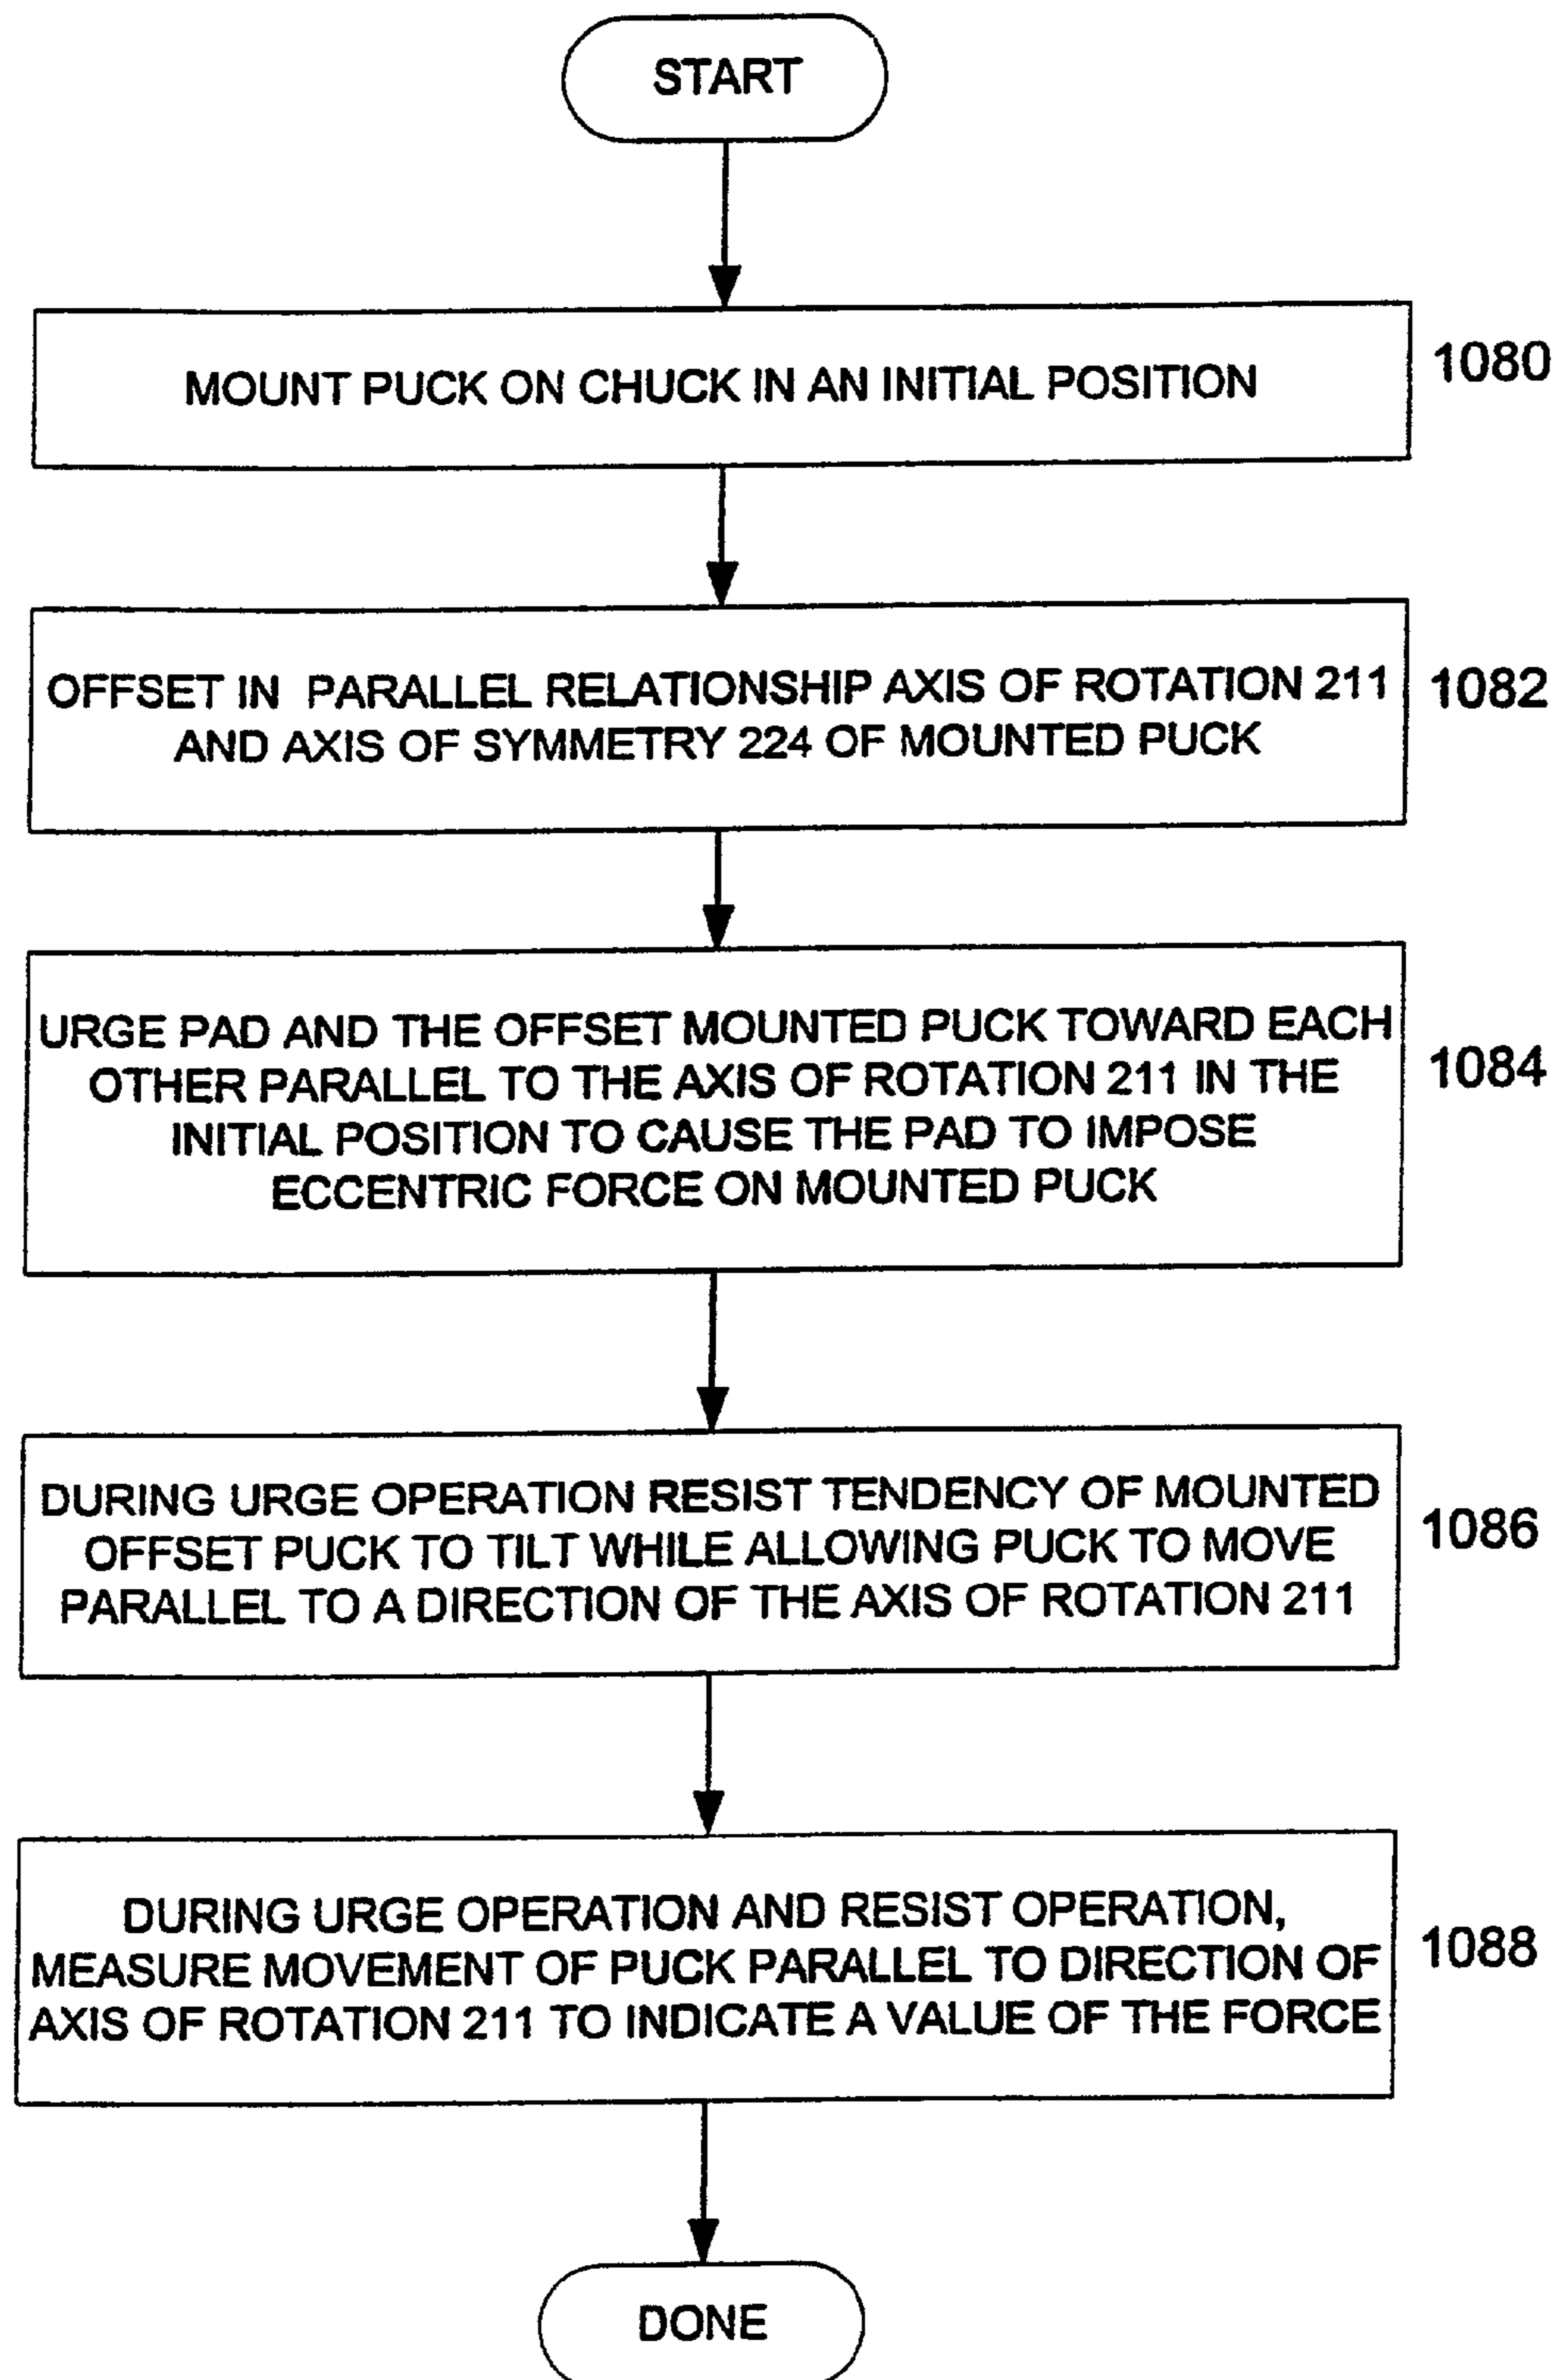 START
MOUNT PUCK ON CHUCK IN AN INITIAL POSITION
1080
OFFSET IN PARALLEL RELATIONSHIP AXIS OF ROTATION 211
AND AXIS OF SYMMETRY 224 OF MOUNTED PUCK
1082
URGE PAD AND THE OFFSET MOUNTED PUCK TOWARD EACH
OTHER PARALLEL TO THE AXIS OF ROTATION 211 IN THE
INITIAL POSITION TO CAUSE THE PAD TO IMPOSE
ECCENTRIC FORCE ON MOUNTED PUCK
1084
DURING URGE OPERATION RESIST TENDENCY OF MOUNTED
OFFSET PUCK TO TILT WHILE ALLOWING PUCK TO MOVE
PARALLEL TO A DIRECTION OF THE AXIS OF ROTATION 211
1086
DURING URGE OPERATION AND RESIST OPERATION,
MEASURE MOVEMENT OF PUCK PARALLEL TO DIRECTION OF
AXIS OF ROTATION 211 TO INDICATE A VALUE OF THE FORCE
1088
DONE